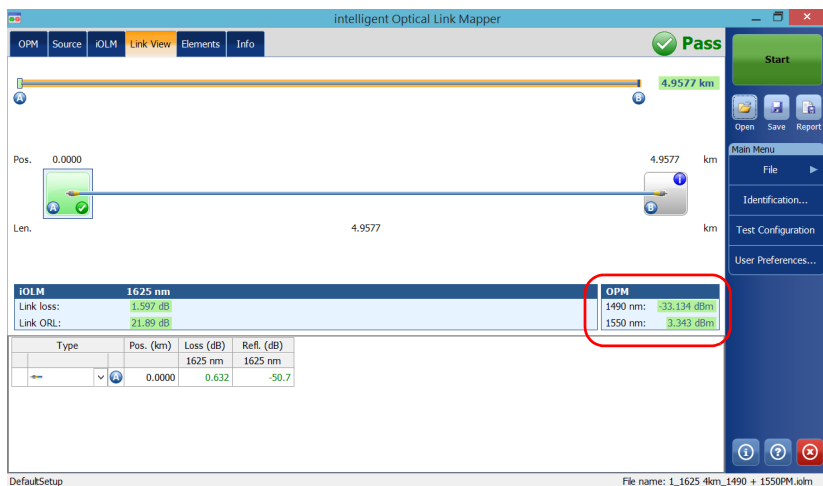 intelligent Optical Link Mapper
OPM Source iOLM Link View Elements Info
Pass
Start
4.9577 km
A B
Open Save Report
Main Menu
File
Identification...
Test Configuration
User Preferences...
Pos. 0.0000 4.9577 km
A B
Len. 4.9577 km
iOLM 1625 nm
Link loss: 1.597 dB
Link ORL: 21.89 dB
OPM
1490 nm: -33.134 dBm
1550 nm: 3.343 dBm
Type Pos. (km) Loss (dB) Refl. (dB)
1625 nm 1625 nm
A 0.0000 0.632 -50.7
DefaultSetup File name: 1_1625 4km_1490 + 1550PM.iolm